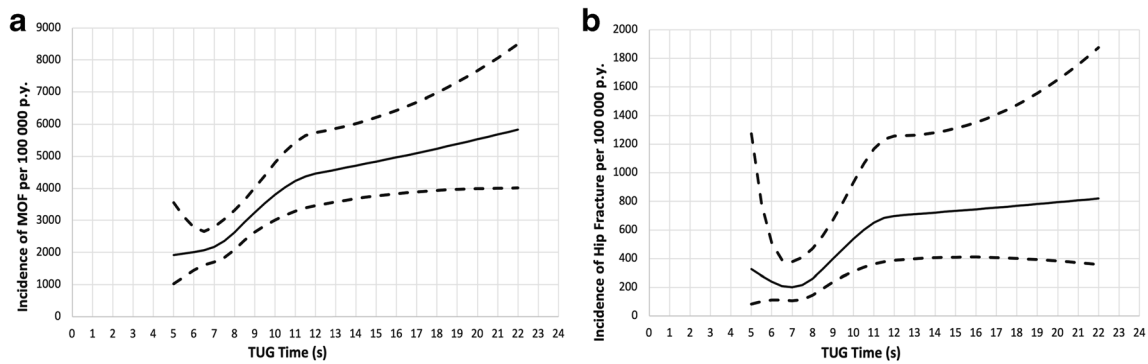 a
Incidence of MOF per 100 000 p.y.
9000
8000
7000
6000
5000
4000
3000
2000
1000
0
0 1 2 3 4 5 6 7 8 9 10 11 12 13 14 15 16 17 18 19 20 21 22 23 24
TUG Time (s)
b
Incidence of Hip Fracture per 100 000 p.y.
2000
1800
1600
1400
1200
1000
800
600
400
200
0
0 1 2 3 4 5 6 7 8 9 10 11 12 13 14 15 16 17 18 19 20 21 22 23 24
TUG Time (s)